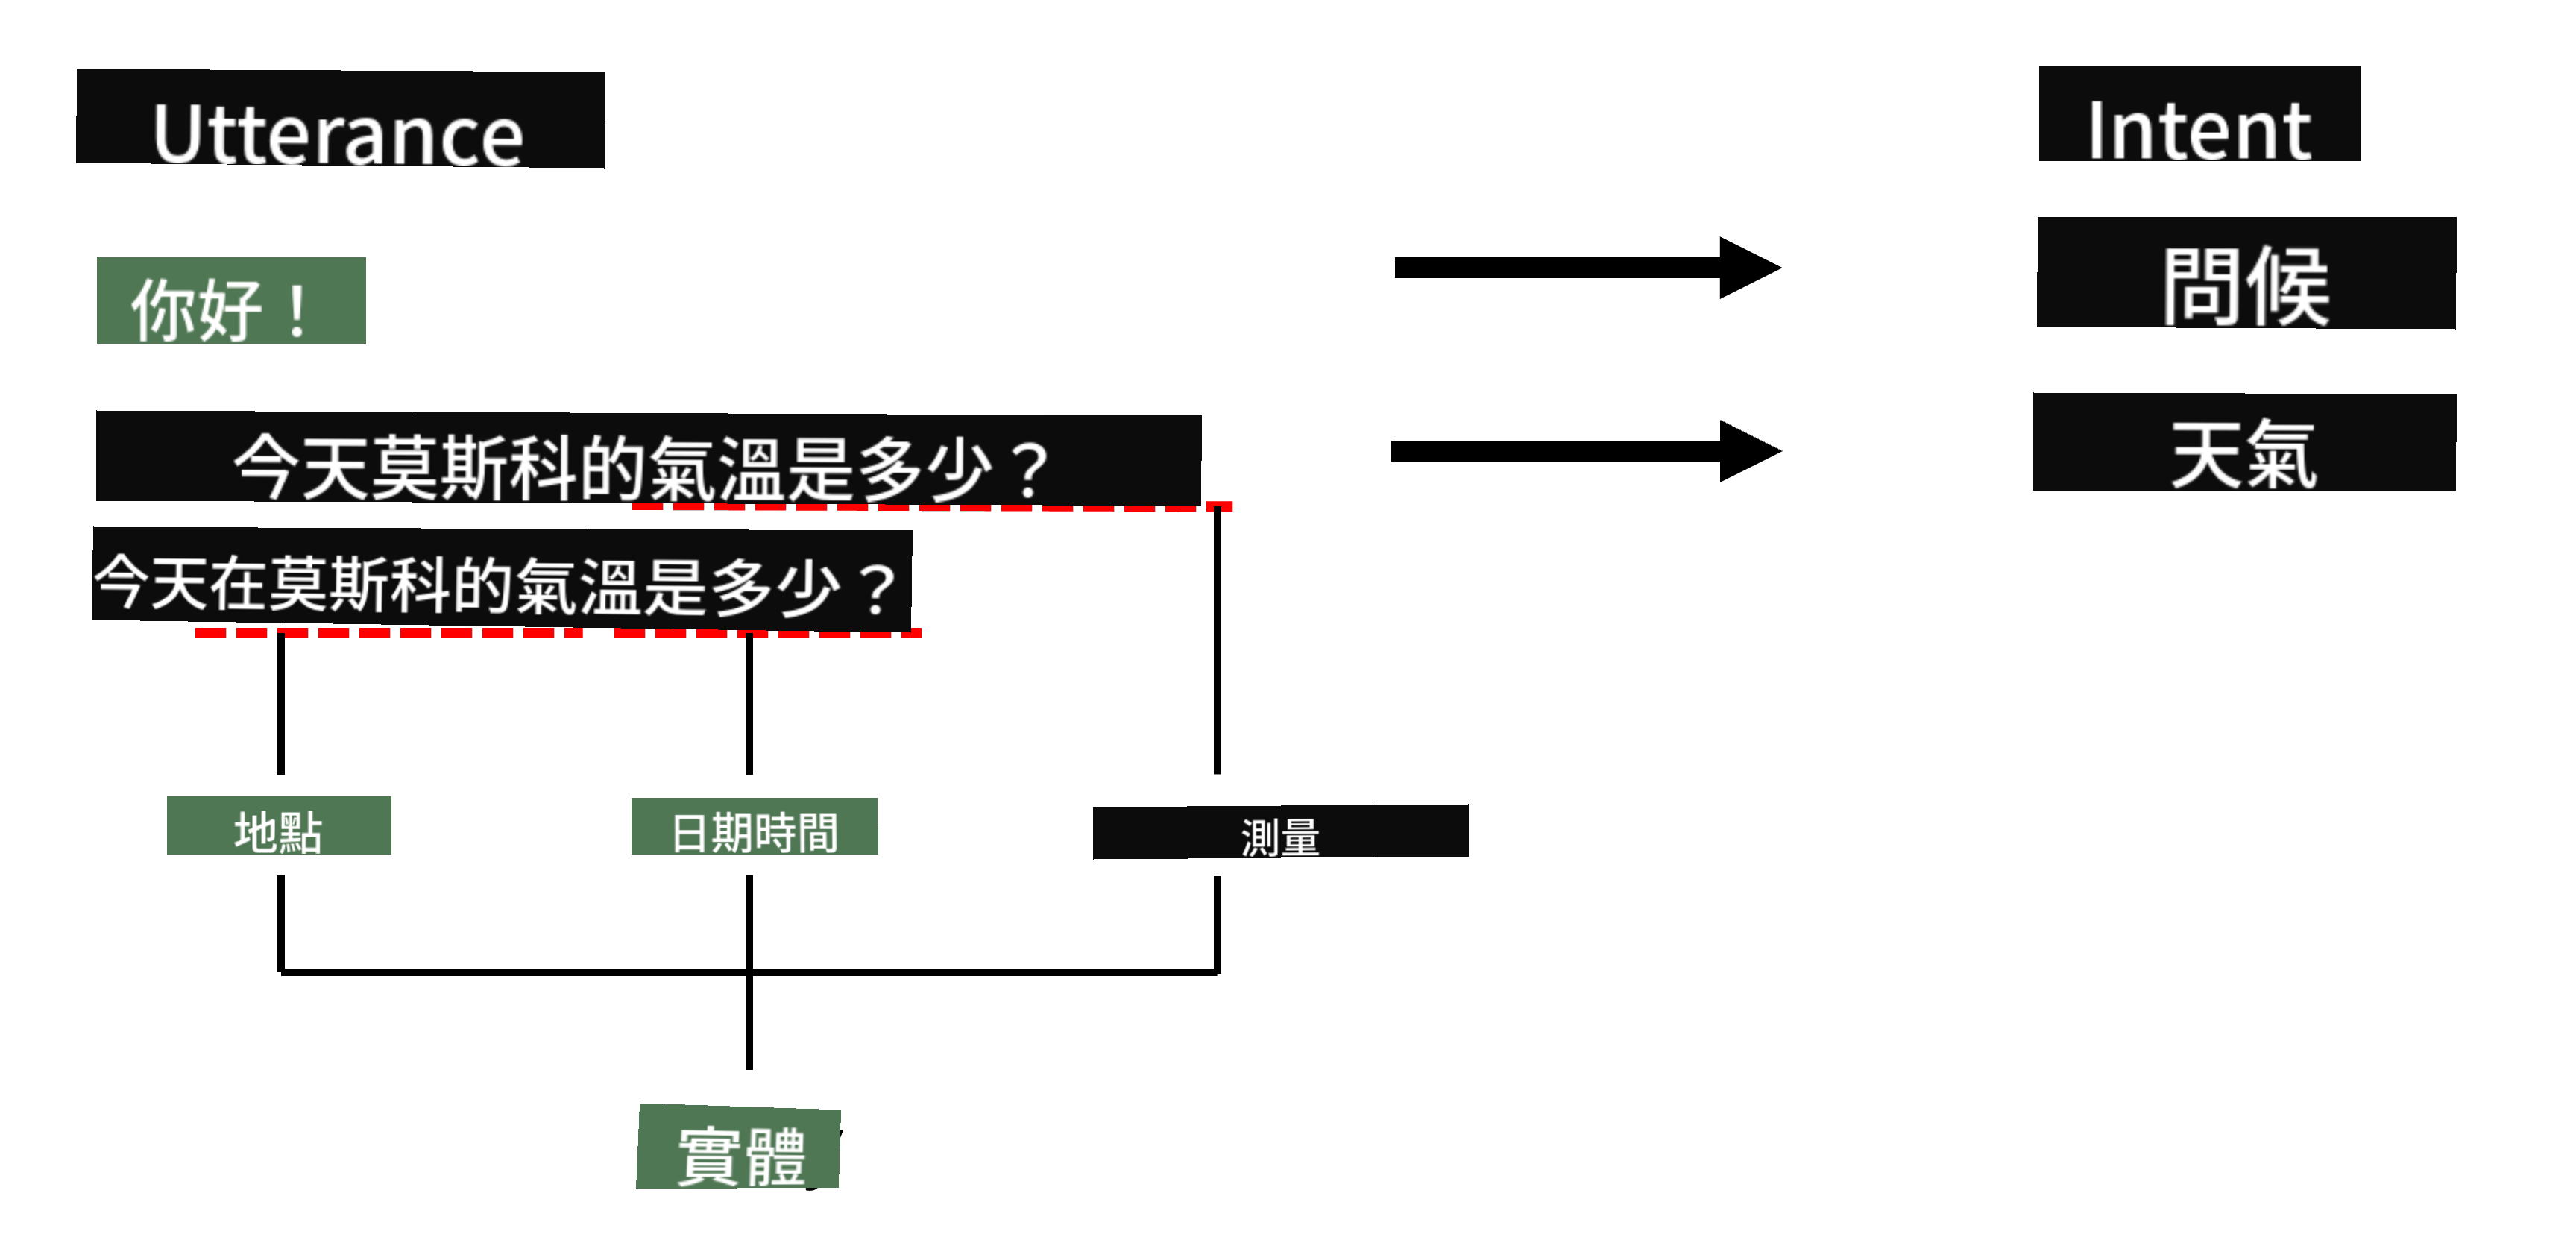 Utterance
Intent
你好！
問候
今天莫斯科的氣溫是多少？
天氣
今天在莫斯科的氣溫是多少？
地點
日期時間
測量
實體